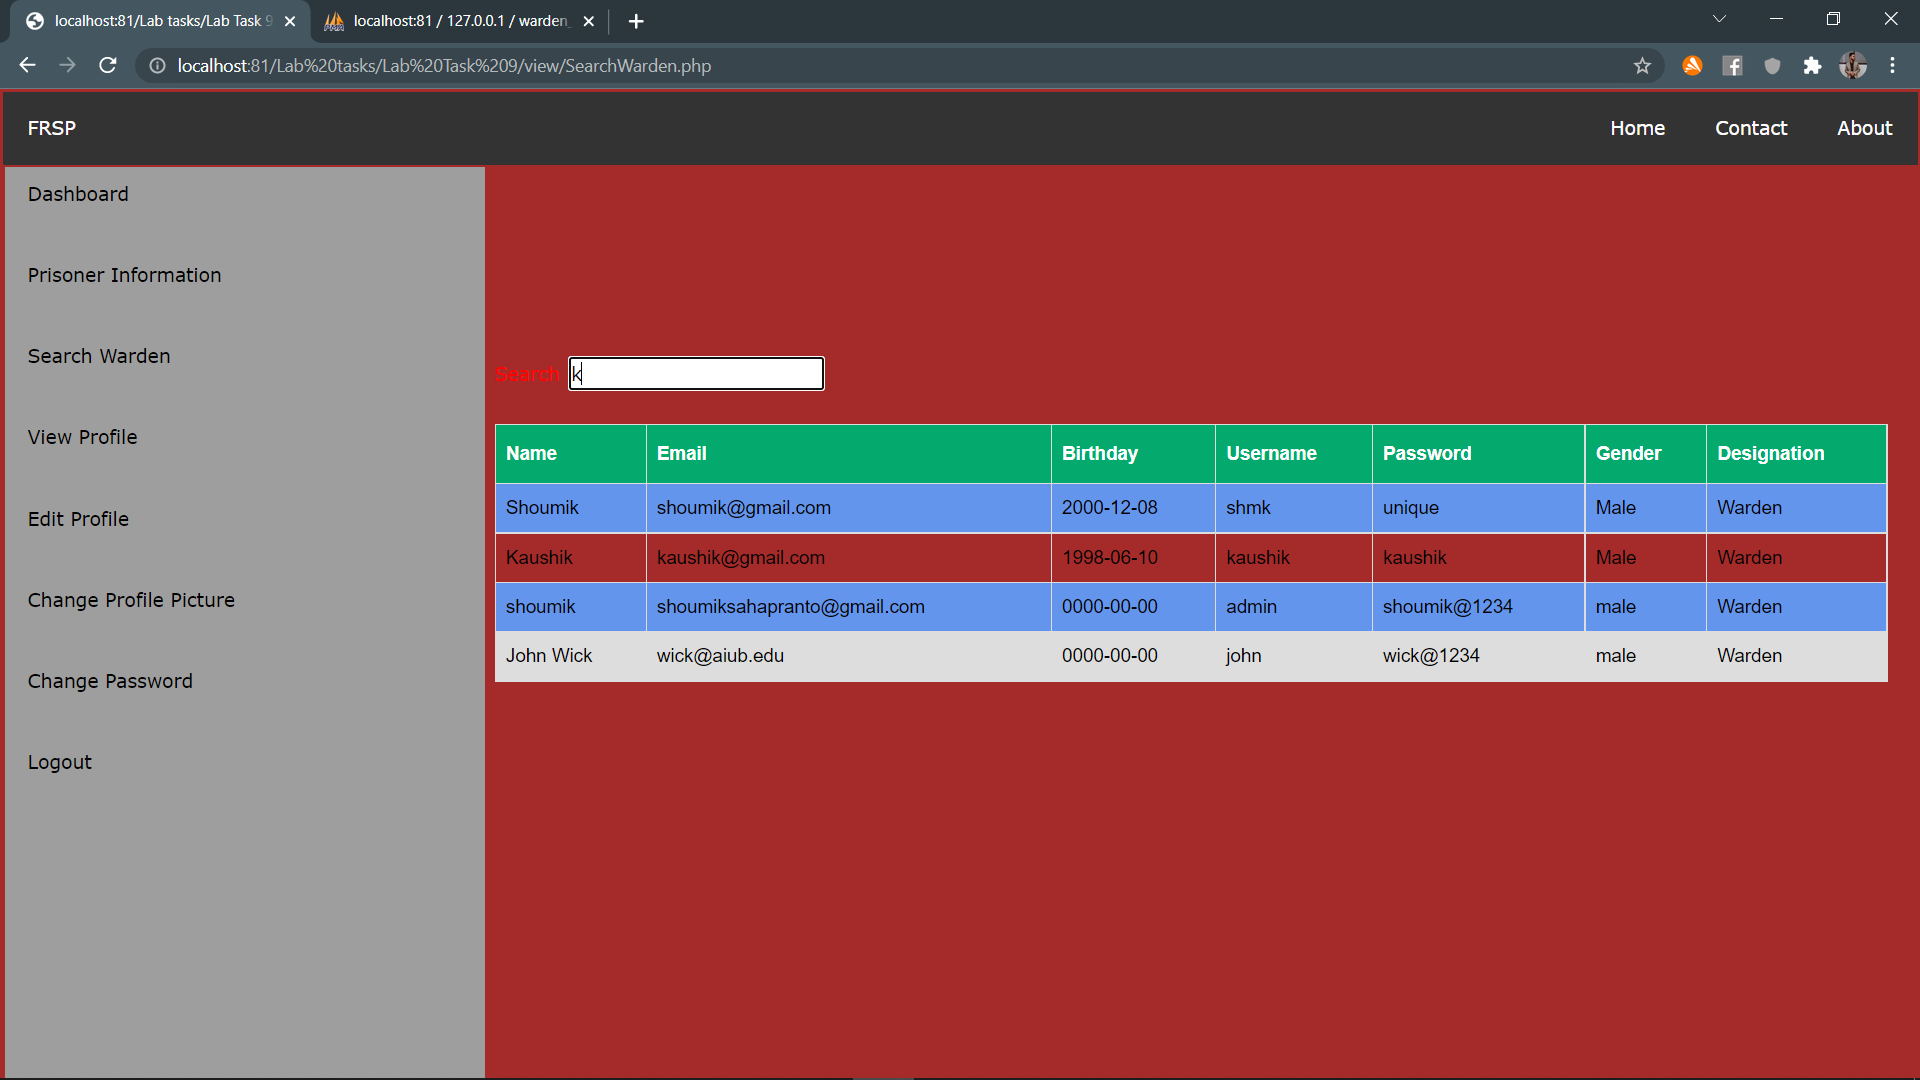 localhost:81/Lab tasks/Lab Task 9
localhost:81 / 127.0.0.1 / warden_
localhost:81/Lab%20tasks/Lab%20Task%209/view/SearchWarden.php
FRSP Home Contact About
Dashboard
Prisoner Information
Search Warden
View Profile
Edit Profile
Change Profile Picture
Change Password
Logout
Search k
Name Email Birthday Username Password Gender Designation
Shoumik shoumik@gmail.com 2000-12-08 shmk unique Male Warden
Kaushik kaushik@gmail.com 1998-06-10 kaushik kaushik Male Warden
shoumik shoumiksahapranto@gmail.com 0000-00-00 admin shoumik@1234 male Warden
John Wick wick@aiub.edu 0000-00-00 john wick@1234 male Warden